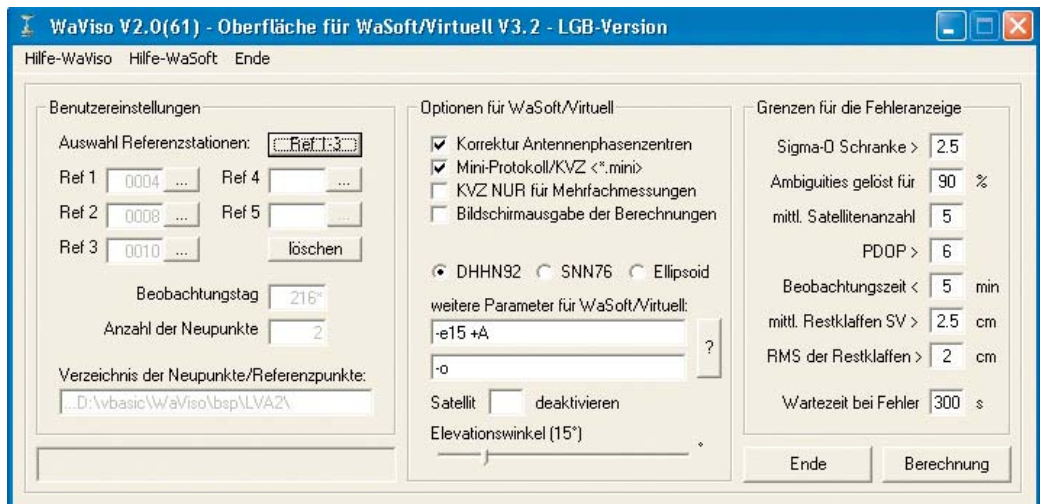 WaViso V2.0(61) - Oberfläche für WaSoft/Virtuell V3.2 - LGB-Version
Hilfe-WaViso Hilfe-WaSoft Ende
Benutzereinstellungen
Auswahl Referenzstationen: Ref 1-3
Ref 1 0004 ... Ref 4 ...
Ref 2 0008 ... Ref 5 ...
Ref 3 0010 ... löschen
Beobachtungstag 216*
Anzahl der Neupunkte 2
Verzeichnis der Neupunkte/Referenzpunkte:
...D:\vbasic\WaViso\bsp\LVA2\
Optionen für WaSoft/Virtuell
Korrektur Antennenphasenzentren
Mini-Protokoll/KVZ <*.mini>
KVZ NUR für Mehrfachmessungen
Bildschirmausgabe der Berechnungen
DHHN92 SNN76 Ellipsoid
weitere Parameter für WaSoft/Virtuell:
-e15 +A
-o
?
Satellit deaktivieren
Elevationswinkel (15°)
°
Grenzen für die Fehleranzeige
Sigma-0 Schranke > 2.5
Ambiguities gelöst für 90 %
mittl. Satellitenanzahl 5
PDOP > 6
Beobachtungszeit < 5 min
mittl. Restklaffen SV > 2.5 cm
RMS der Restklaffen > 2 cm
Wartezeit bei Fehler 300 s
Ende Berechnung